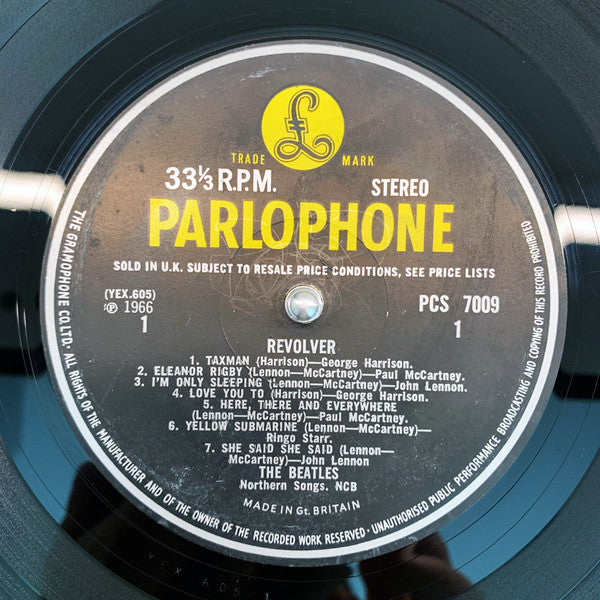 £
TRADE MARK
33⅓ R.P.M. STEREO
PARLOPHONE
SOLD IN U.K. SUBJECT TO RESALE PRICE CONDITIONS, SEE PRICE LISTS
(YEX.605) PCS 7009
℗ 1966
1 1
REVOLVER
1. TAXMAN (Harrison)—George Harrison.
2. ELEANOR RIGBY (Lennon—McCartney)—Paul McCartney.
3. I'M ONLY SLEEPING (Lennon—McCartney)—John Lennon.
4. LOVE YOU TO (Harrison)—George Harrison.
5. HERE, THERE AND EVERYWHERE
(Lennon—McCartney)—Paul McCartney.
6. YELLOW SUBMARINE (Lennon—McCartney)—
Ringo Starr.
7. SHE SAID SHE SAID (Lennon—
McCartney)—John Lennon
THE BEATLES
Northern Songs. NCB
MADE IN Gt. BRITAIN
THE GRAMOPHONE CO. LTD. · ALL RIGHTS OF THE MANUFACTURER AND OF THE OWNER OF THE RECORDED WORK RESERVED · UNAUTHORISED PUBLIC PERFORMANCE BROADCASTING AND COPYING OF THIS RECORD PROHIBITED
YEX 605 1